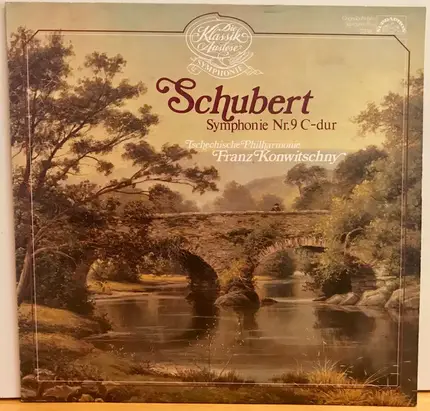 Die
Klassik
Auslese
SYMPHONIE
Schubert
Symphonie Nr.9 C-dur
Tschechische Philharmonie
Franz Konwitschny